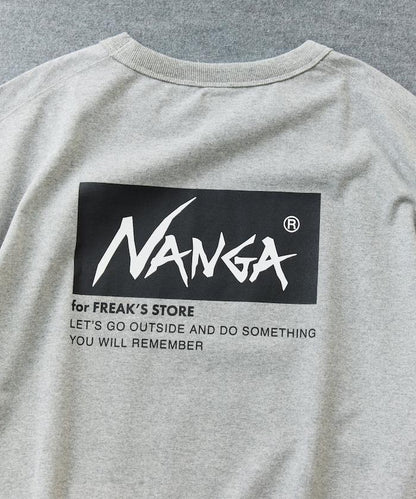 NANGA®
for FREAK'S STORE
LET'S GO OUTSIDE AND DO SOMETHING
YOU WILL REMEMBER